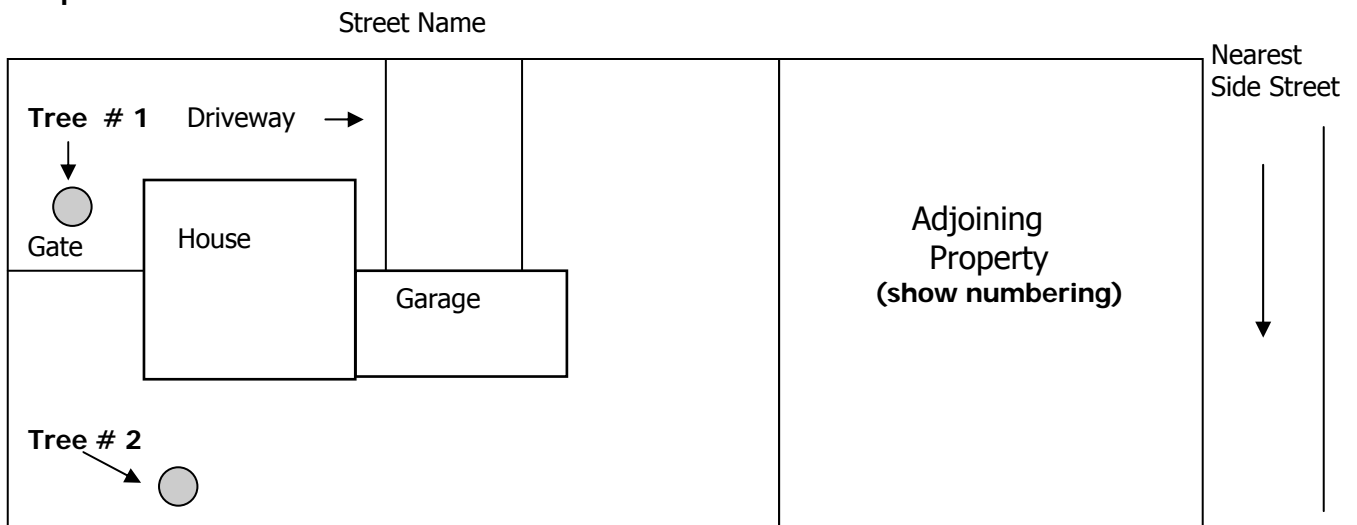 Street Name
Nearest
Side Street
Tree # 1
Driveway
Gate
House
Garage
Adjoining
Property
(show numbering)
Tree # 2